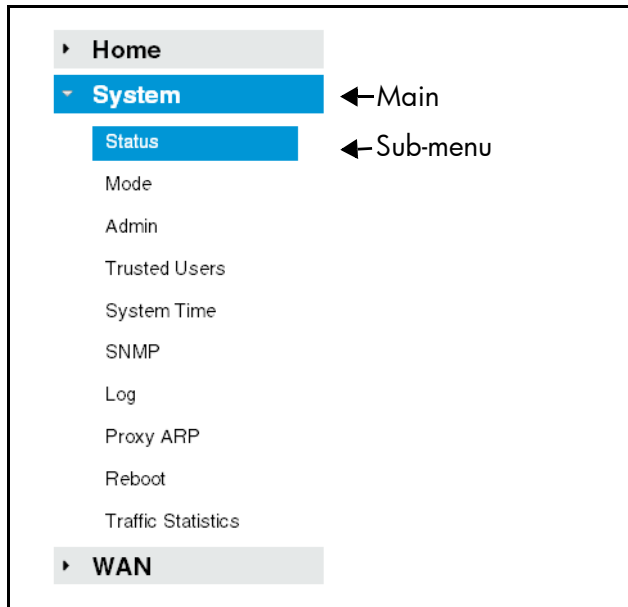 Home
System
Main
Status
Sub-menu
Mode
Admin
Trusted Users
System Time
SNMP
Log
Proxy ARP
Reboot
Traffic Statistics
WAN